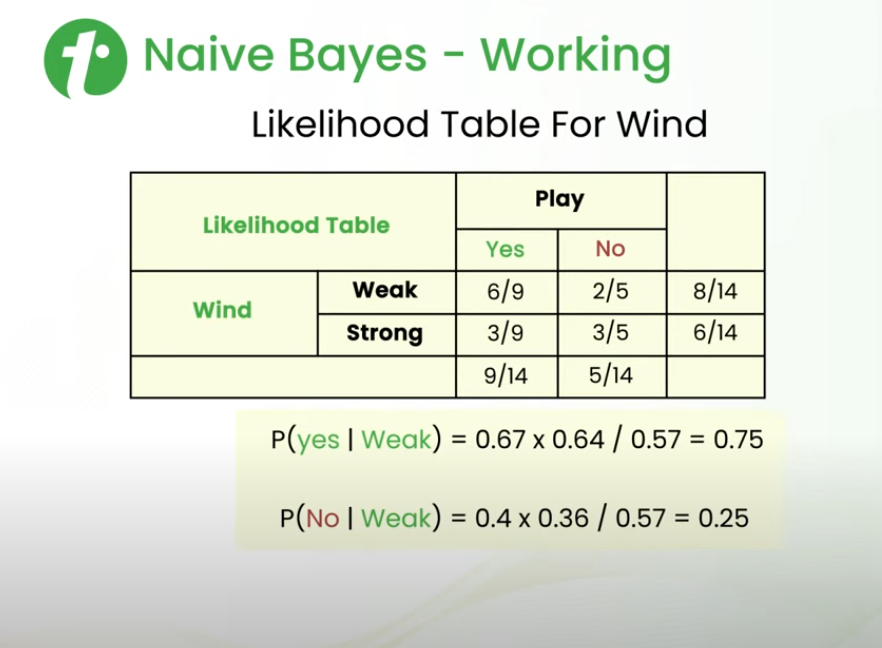 Naive Bayes - Working
Likelihood Table For Wind
Likelihood Table
Play
Yes
No
Wind
Weak
6/9
2/5
8/14
Strong
3/9
3/5
6/14
9/14
5/14
P(yes | Weak) = 0.67 x 0.64 / 0.57 = 0.75
P(No | Weak) = 0.4 x 0.36 / 0.57 = 0.25